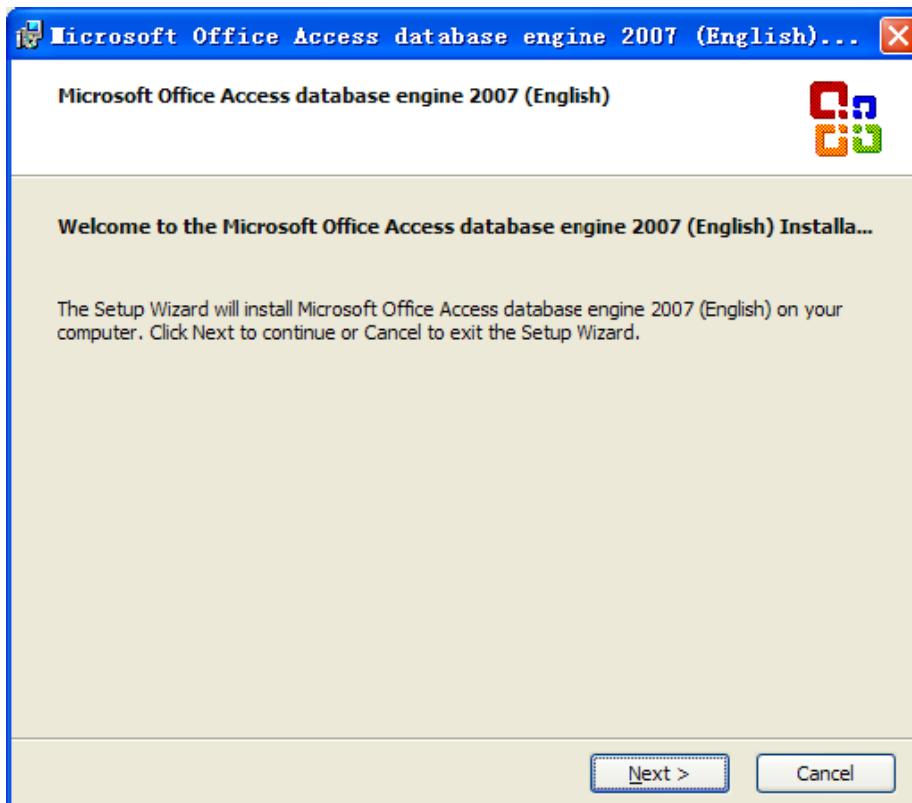 Microsoft Office Access database engine 2007 (English)...
Microsoft Office Access database engine 2007 (English)
Welcome to the Microsoft Office Access database engine 2007 (English) Installa...
The Setup Wizard will install Microsoft Office Access database engine 2007 (English) on your
computer. Click Next to continue or Cancel to exit the Setup Wizard.
Next >
Cancel